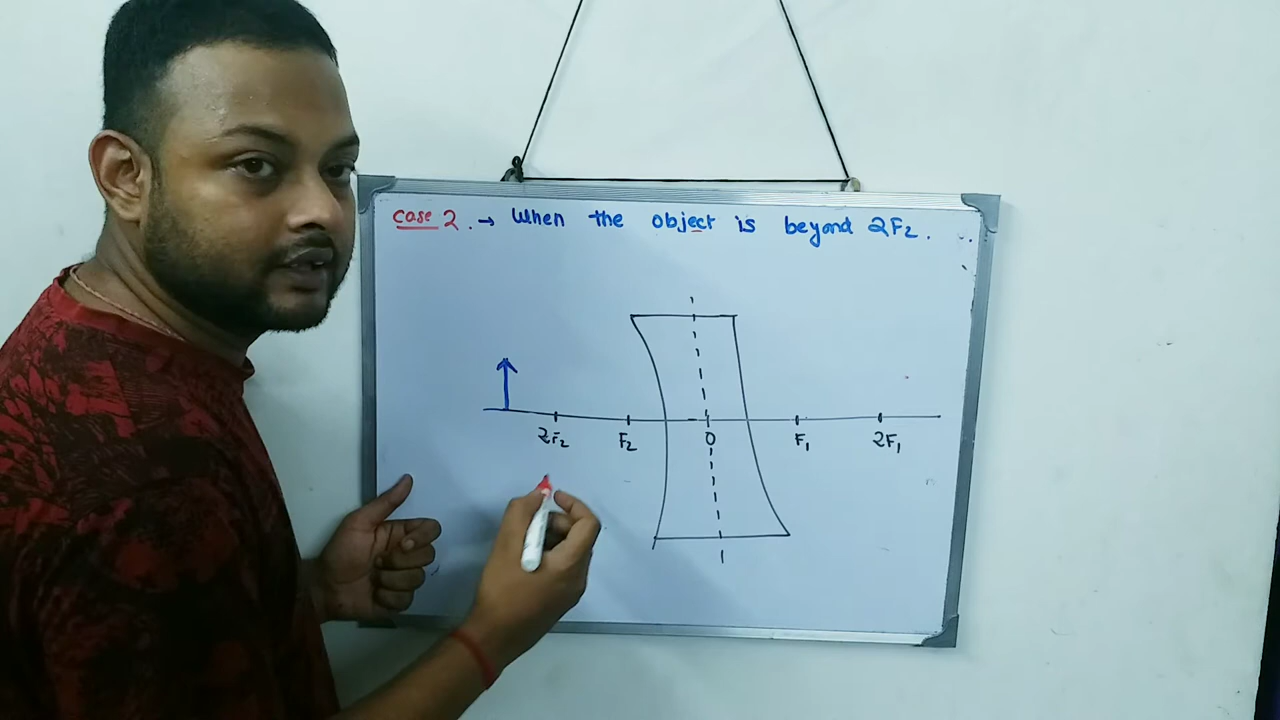 Case 2. → When the object is beyond 2F₂.
2F₂ F₂ O F₁ 2F₁